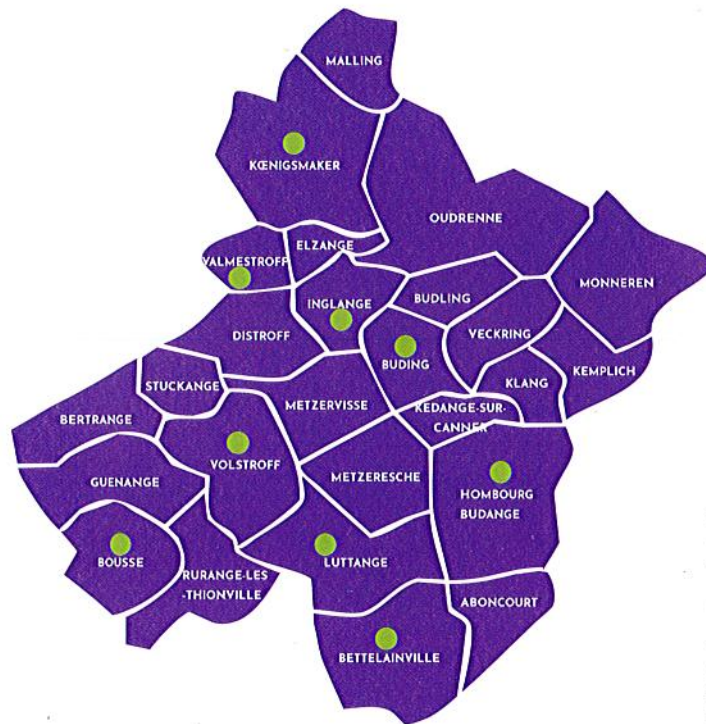 MALLING
KŒNIGSMAKER
OUDRENNE
ELZANGE
VALMESTROFF
MONNEREN
INGLANGE
BUDLING
DISTROFF
VECKRING
BUDING
KEMPLICH
STUCKANGE
KLANG
METZERVISSE
KEDANGE-SUR-
CANNER
BERTRANGE
VOLSTROFF
METZERESCHE
GUENANGE
HOMBOURG
BUDANGE
BOUSSE
LUTTANGE
RURANGE-LES
-THIONVILLE
ABONCOURT
BETTELAINVILLE